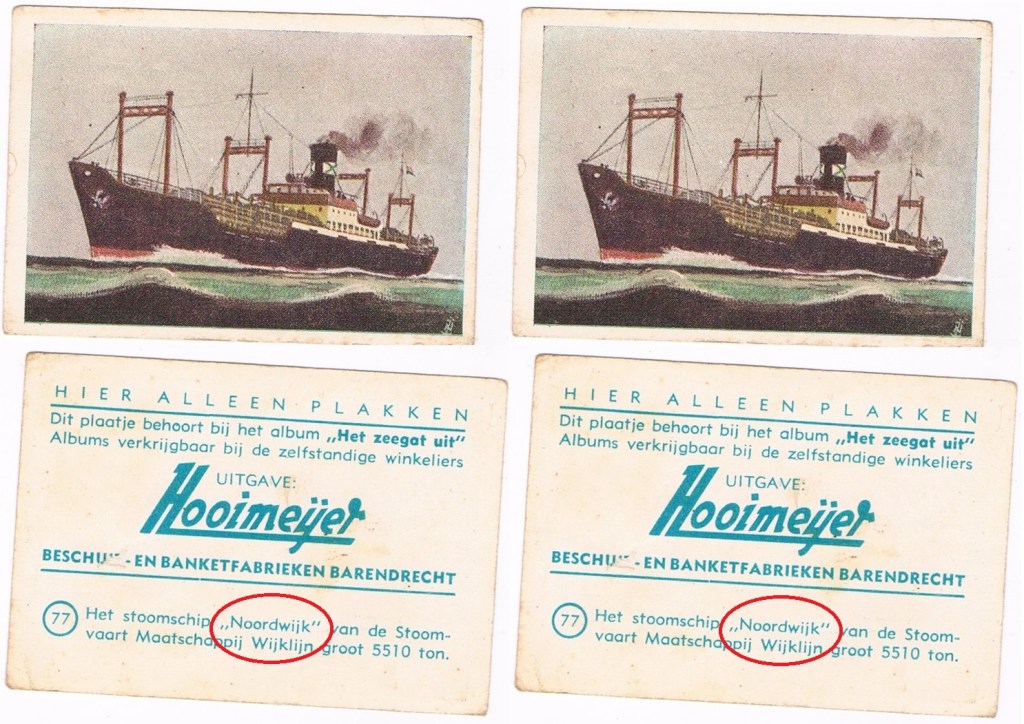 HIER ALLEEN PLAKKEN
Dit plaatje behoort bij het album „Het zeegat uit"
Albums verkrijgbaar bij de zelfstandige winkeliers
UITGAVE:
Hooimeijer
- EN BANKETFABRIEKEN BARENDRECHT
77 Het stoomschip „Noordwijk" van de Stoom-
vaart Maatschappij Wijklijn groot 5510 ton.
HIER ALLEEN PLAKKEN
Dit plaatje behoort bij het album „Het zeegat uit"
Albums verkrijgbaar bij de zelfstandige winkeliers
UITGAVE:
Hooimeijer
- EN BANKETFABRIEKEN BARENDRECHT
77 Het stoomschip „Noordwijk" van de Stoom-
vaart Maatschappij Wijklijn groot 5510 ton.